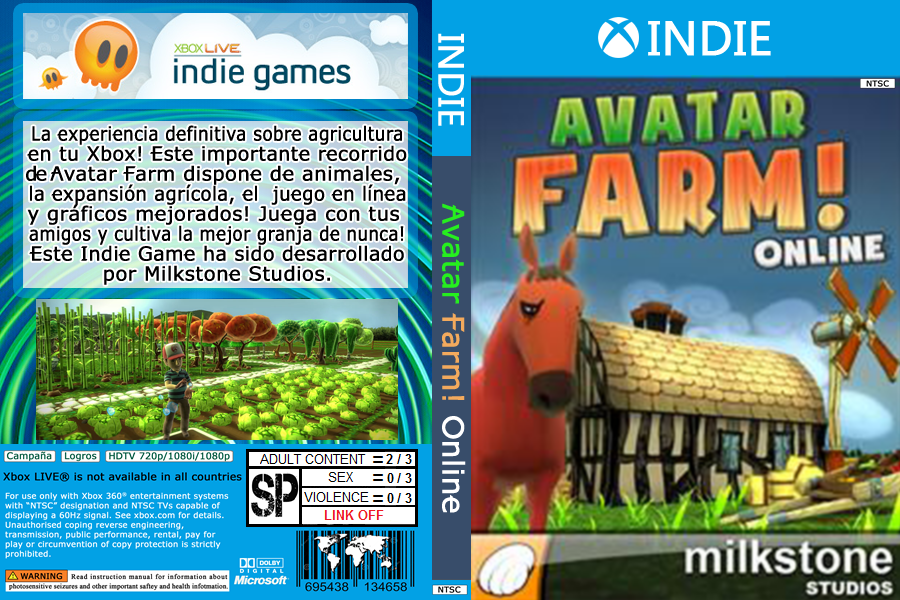 XBOX LIVE
indie games
La experiencia definitiva sobre agricultura
en tu Xbox! Este importante recorrido
de Avatar Farm dispone de animales,
la expansión agrícola, el juego en línea
y gráficos mejorados! Juega con tus
amigos y cultiva la mejor granja de nunca!
Este Indie Game ha sido desarrollado
por Milkstone Studios.
Campaña Logros HDTV 720p/1080i/1080p
Xbox LIVE® is not available in all countries
For use only with Xbox 360® entertainment systems
with "NTSC" designation and NTSC TVs capable of
displaying a 60Hz signal. See xbox.com for details.
Unauthorised coping reverse engineering,
transmission, public performance, rental, pay for
play or circumvention of copy protection is strictly
prohibited.
WARNING Read instruction manual for information about
photosensitive seizures and other important saftey and health infotmation.
ADULT CONTENT = 2 / 3
SP
SEX = 0 / 3
VIOLENCE = 0 / 3
LINK OFF
DOLBY
DIGITAL
Microsoft
695438 134658
INDIE
Avatar Farm! Online
NTSC
INDIE
NTSC
AVATAR
FARM!
ONLINE
milkstone
STUDIOS